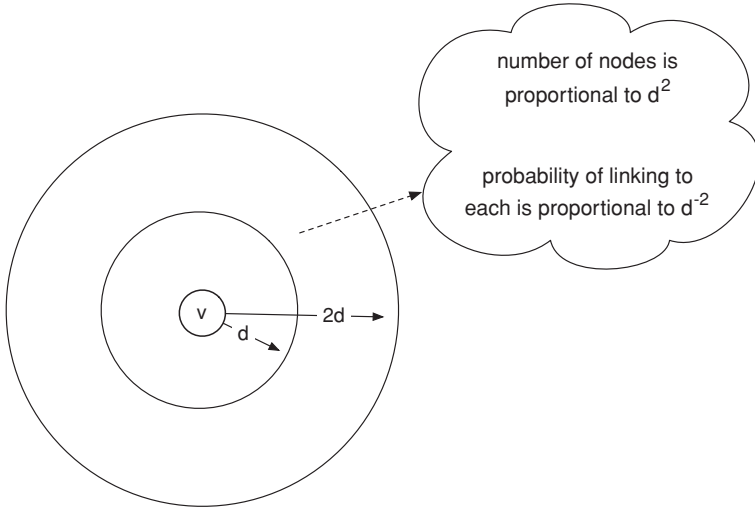 number of nodes is
proportional to d²
probability of linking to
each is proportional to d⁻²
v
2d
d